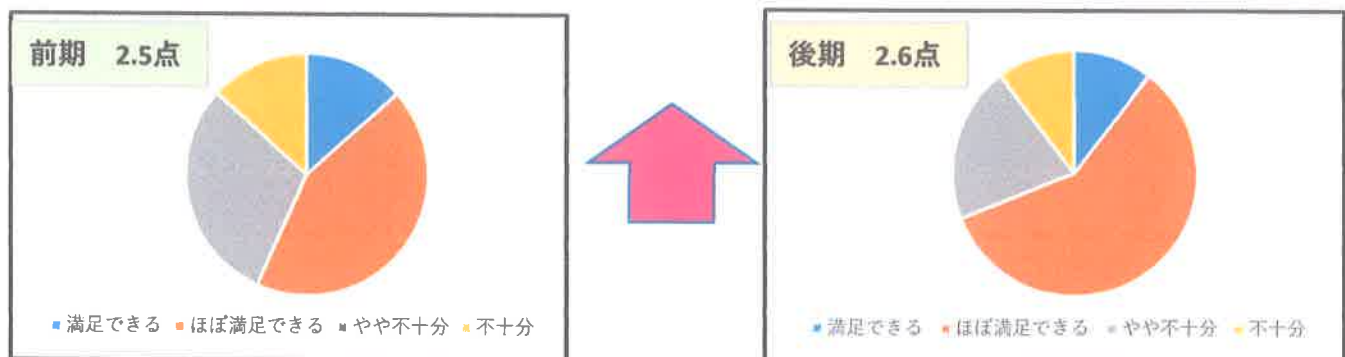 前期 2.5点
後期 2.6点
満足できる ほぼ満足できる やや不十分 不十分
満足できる ほぼ満足できる やや不十分 不十分